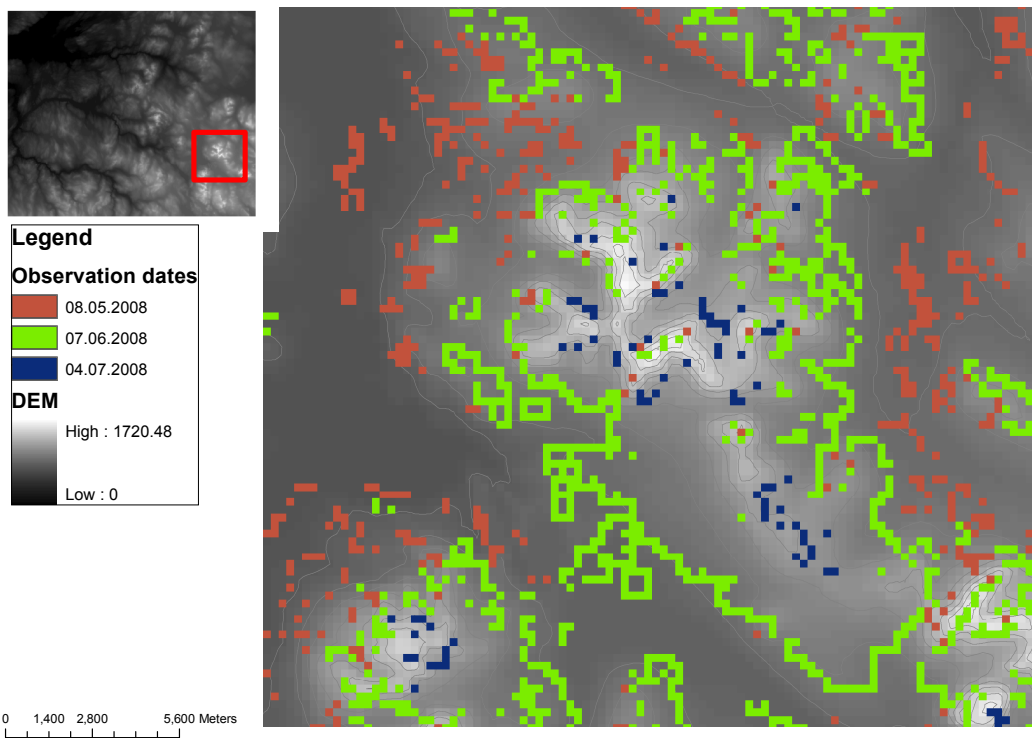 Legend
Observation dates
08.05.2008
07.06.2008
04.07.2008
DEM
High : 1720.48
Low : 0
0 1,400 2,800 5,600 Meters